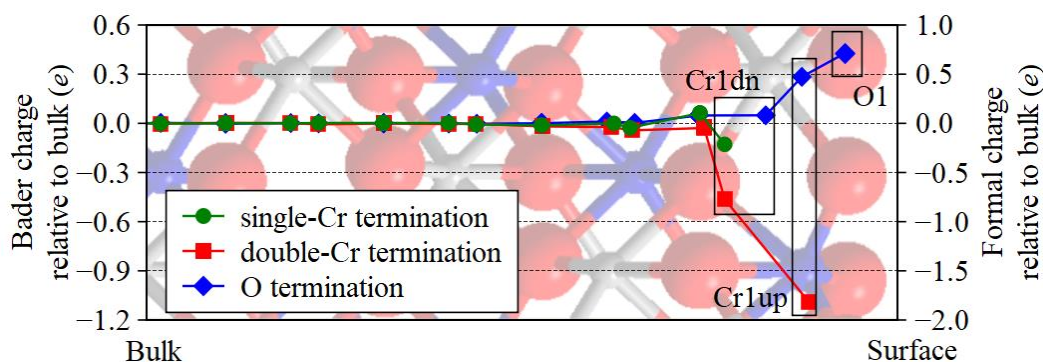 0.6
0.3
0.0
−0.3
−0.6
−0.9
−1.2
Bader charge
relative to bulk (e)
1.0
0.5
0.0
−0.5
−1.0
−1.5
−2.0
Formal charge
relative to bulk (e)
Cr1dn
O1
Cr1up
single-Cr termination
double-Cr termination
O termination
Bulk
Surface